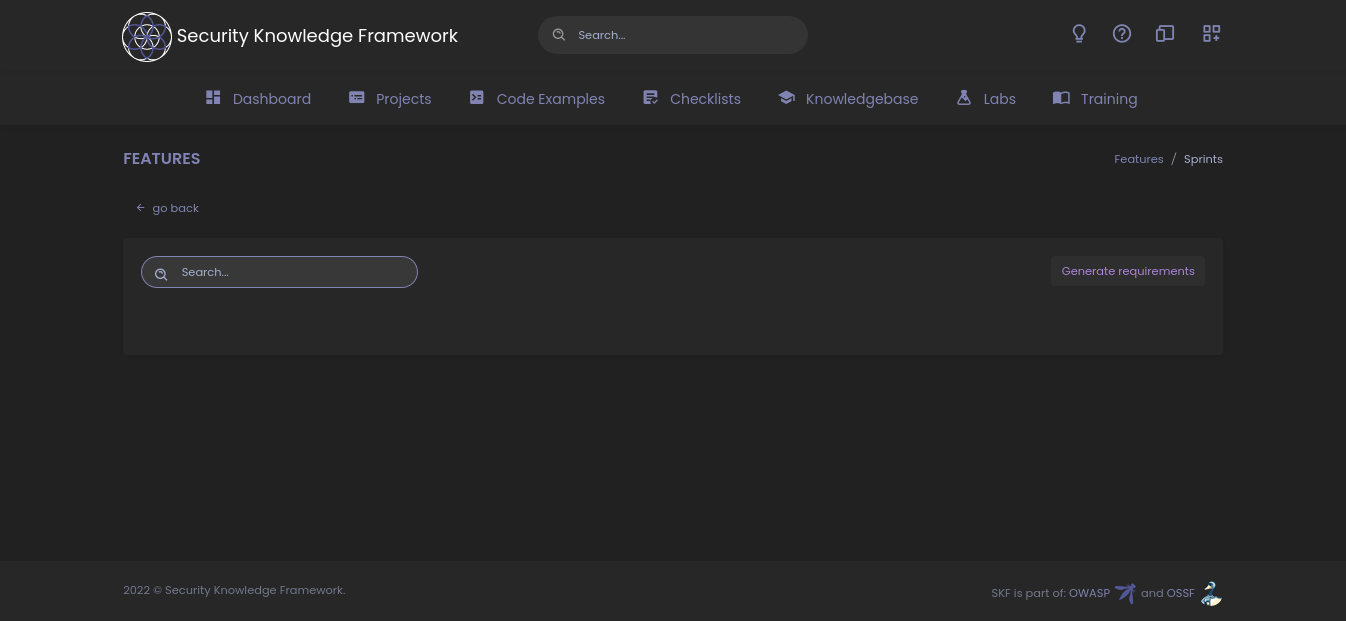 Security Knowledge Framework
Search...
Dashboard
Projects
Code Examples
Checklists
Knowledgebase
Labs
Training
FEATURES
Features / Sprints
go back
Search...
Generate requirements
2022 © Security Knowledge Framework.
SKF is part of: OWASP and OSSF